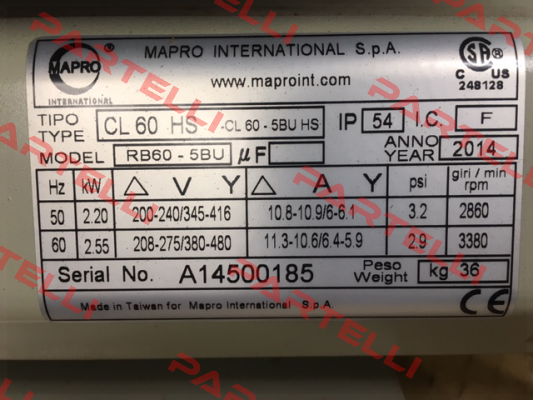 MAPRO ®
INTERNATIONAL
MAPRO INTERNATIONAL S.p.A.
www.maproint.com
CSA ®
C US
248128
TIPO
TYPE
CL 60 HS -CL 60 - 5BU HS
IP 54 I.C. F
MODEL RB60 - 5BU μF
ANNO
YEAR
2014
Hz kW △ V Y △ A Y psi giri / min
rpm
50 2.20 200-240/345-416 10.8-10.9/6-6.1 3.2 2860
60 2.55 208-275/380-480 11.3-10.6/6.4-5.9 2.9 3380
Serial No. A14500185
Peso
Weight
kg 36
Made in Taiwan for Mapro International S.p.A.
CE
PARTELLI
PARTELLI
PARTELLI
PARTELLI
PARTELLI